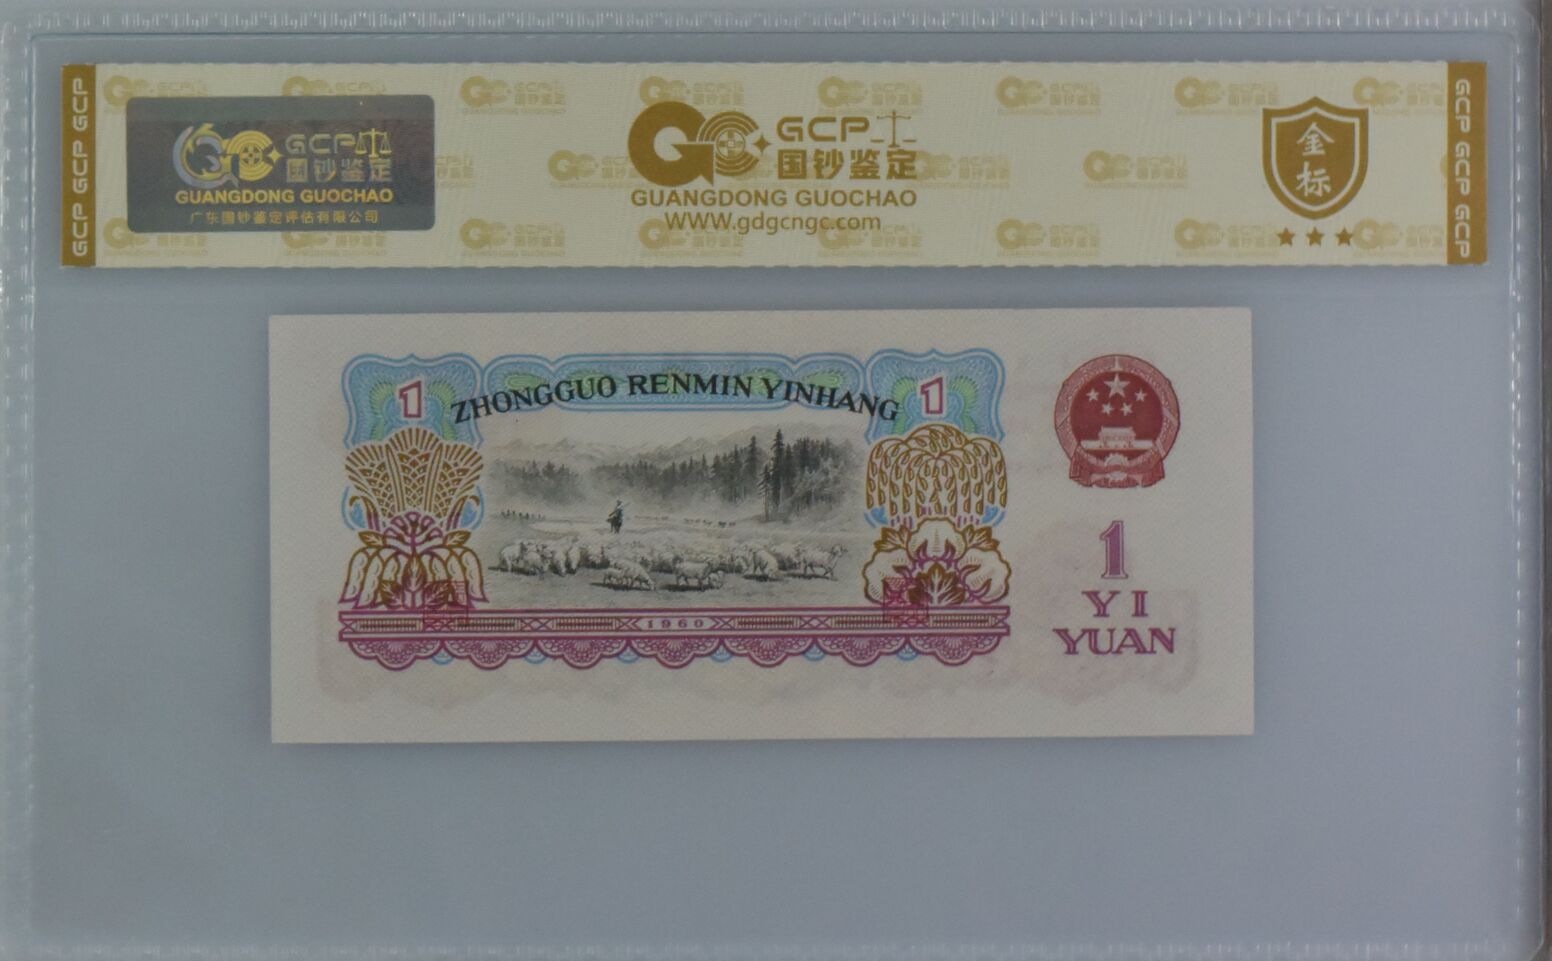 GCP GCP GCP
GCP
国钞鉴定
GUANGDONG GUOCHAO
广东国钞鉴定评估有限公司
GCP
国钞鉴定
GUANGDONG GUOCHAO
WWW.gdgcngc.com
金标
GCP GCP GCP
ZHONGGUO RENMIN YINHANG
1
1
1960
1
YI
YUAN